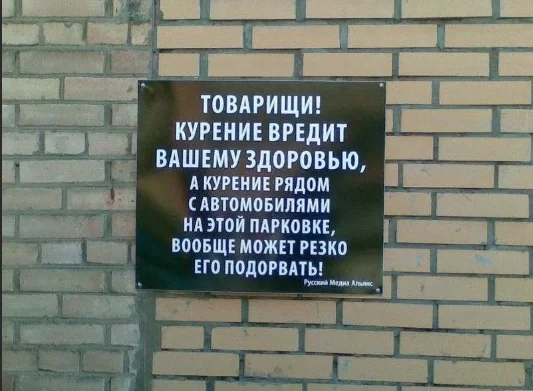 ТОВАРИЩИ!
КУРЕНИЕ ВРЕДИТ
ВАШЕМУ ЗДОРОВЬЮ,
А КУРЕНИЕ РЯДОМ
С АВТОМОБИЛЯМИ
НА ЭТОЙ ПАРКОВКЕ,
ВООБЩЕ МОЖЕТ РЕЗКО
ЕГО ПОДОРВАТЬ!
Русский Медиа Альянс